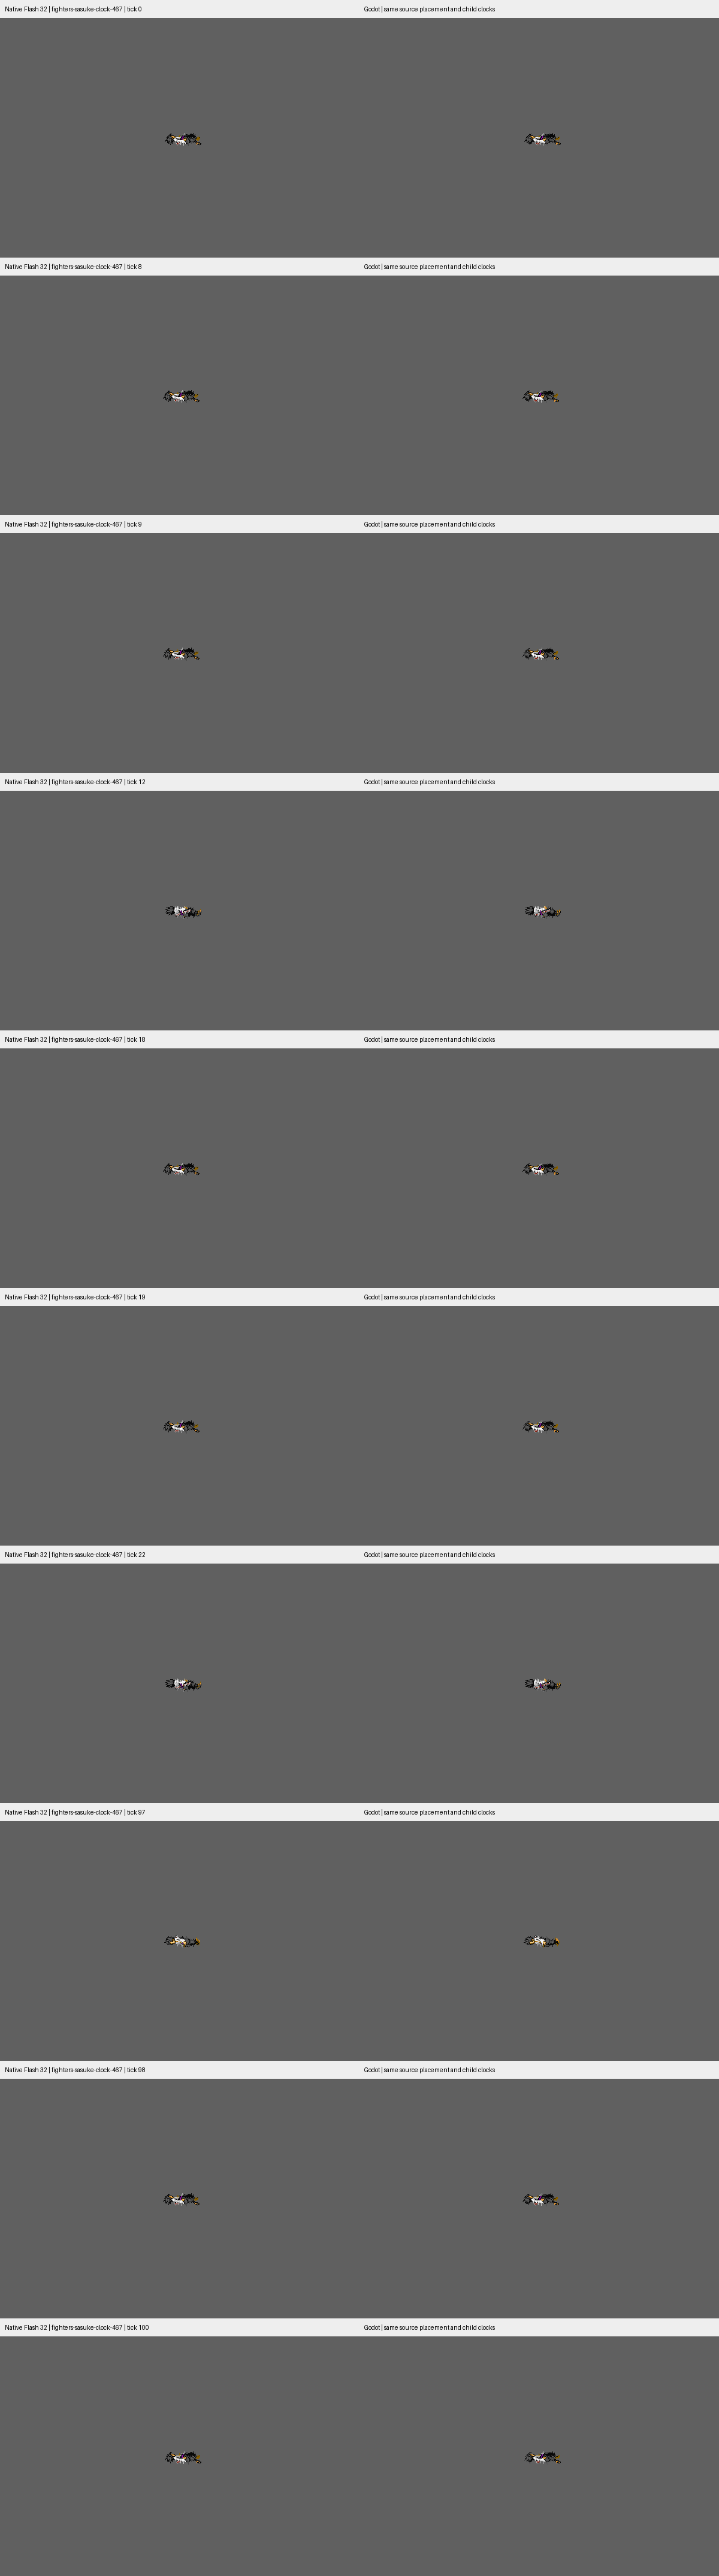 Native Flash 32 | fighters-sasuke-clock-467 | tick 0 Godot | same source placement and child clocks
Native Flash 32 | fighters-sasuke-clock-467 | tick 8 Godot | same source placement and child clocks
Native Flash 32 | fighters-sasuke-clock-467 | tick 9 Godot | same source placement and child clocks
Native Flash 32 | fighters-sasuke-clock-467 | tick 12 Godot | same source placement and child clocks
Native Flash 32 | fighters-sasuke-clock-467 | tick 18 Godot | same source placement and child clocks
Native Flash 32 | fighters-sasuke-clock-467 | tick 19 Godot | same source placement and child clocks
Native Flash 32 | fighters-sasuke-clock-467 | tick 22 Godot | same source placement and child clocks
Native Flash 32 | fighters-sasuke-clock-467 | tick 97 Godot | same source placement and child clocks
Native Flash 32 | fighters-sasuke-clock-467 | tick 98 Godot | same source placement and child clocks
Native Flash 32 | fighters-sasuke-clock-467 | tick 100 Godot | same source placement and child clocks